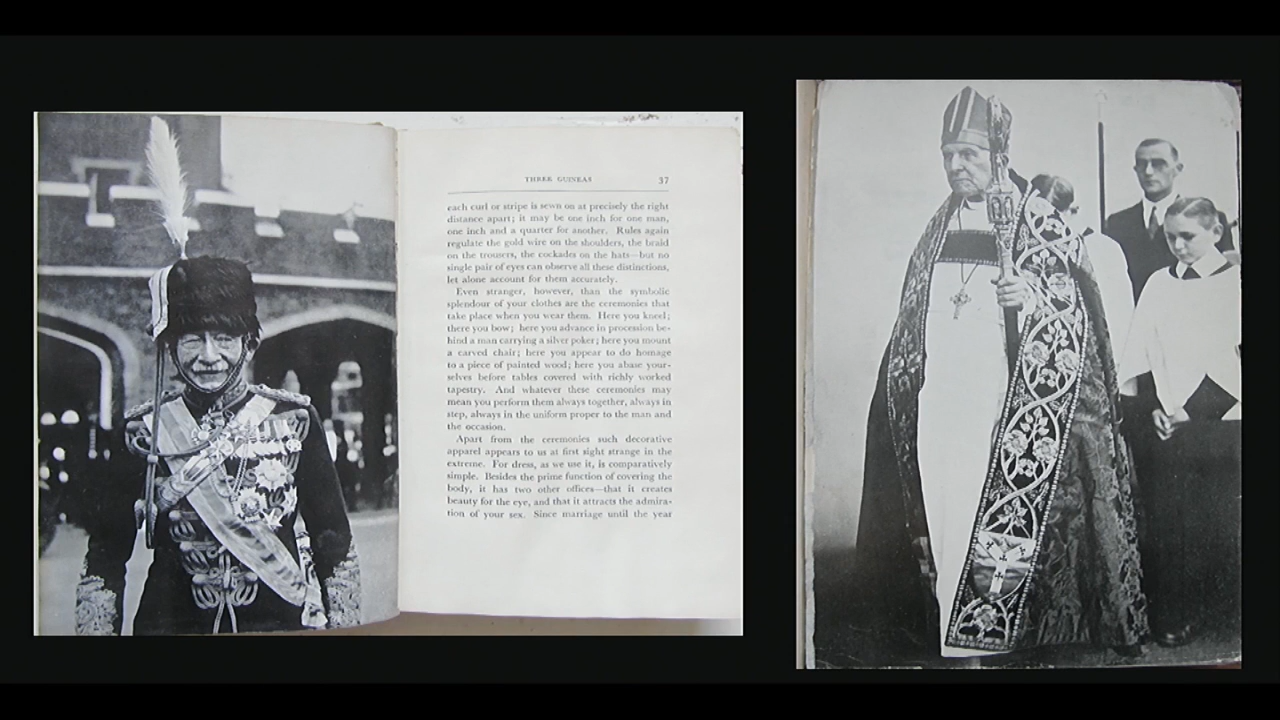 THREE GUINEAS 37
each curl or stripe is sewn on at precisely the right
distance apart; it may be one inch for one man,
one inch and a quarter for another. Rules again
regulate the gold wire on the shoulders, the braid
on the trousers, the cockades on the hats—but no
single pair of eyes can observe all these distinctions,
let alone account for them accurately.
Even stranger, however, than the symbolic
splendour of your clothes are the ceremonies that
take place when you wear them. Here you kneel;
there you bow; here you advance in procession be-
hind a man carrying a silver poker; here you mount
a carved chair; here you appear to do homage
to a piece of painted wood; here you abase your-
selves before tables covered with richly worked
tapestry. And whatever these ceremonies may
mean you perform them always together, always in
step, always in the uniform proper to the man and
the occasion.
Apart from the ceremonies such decorative
apparel appears to us at first sight strange in the
extreme. For dress, as we use it, is comparatively
simple. Besides the prime function of covering the
body, it has two other offices—that it creates
beauty for the eye, and that it attracts the admira-
tion of your sex. Since marriage until the year